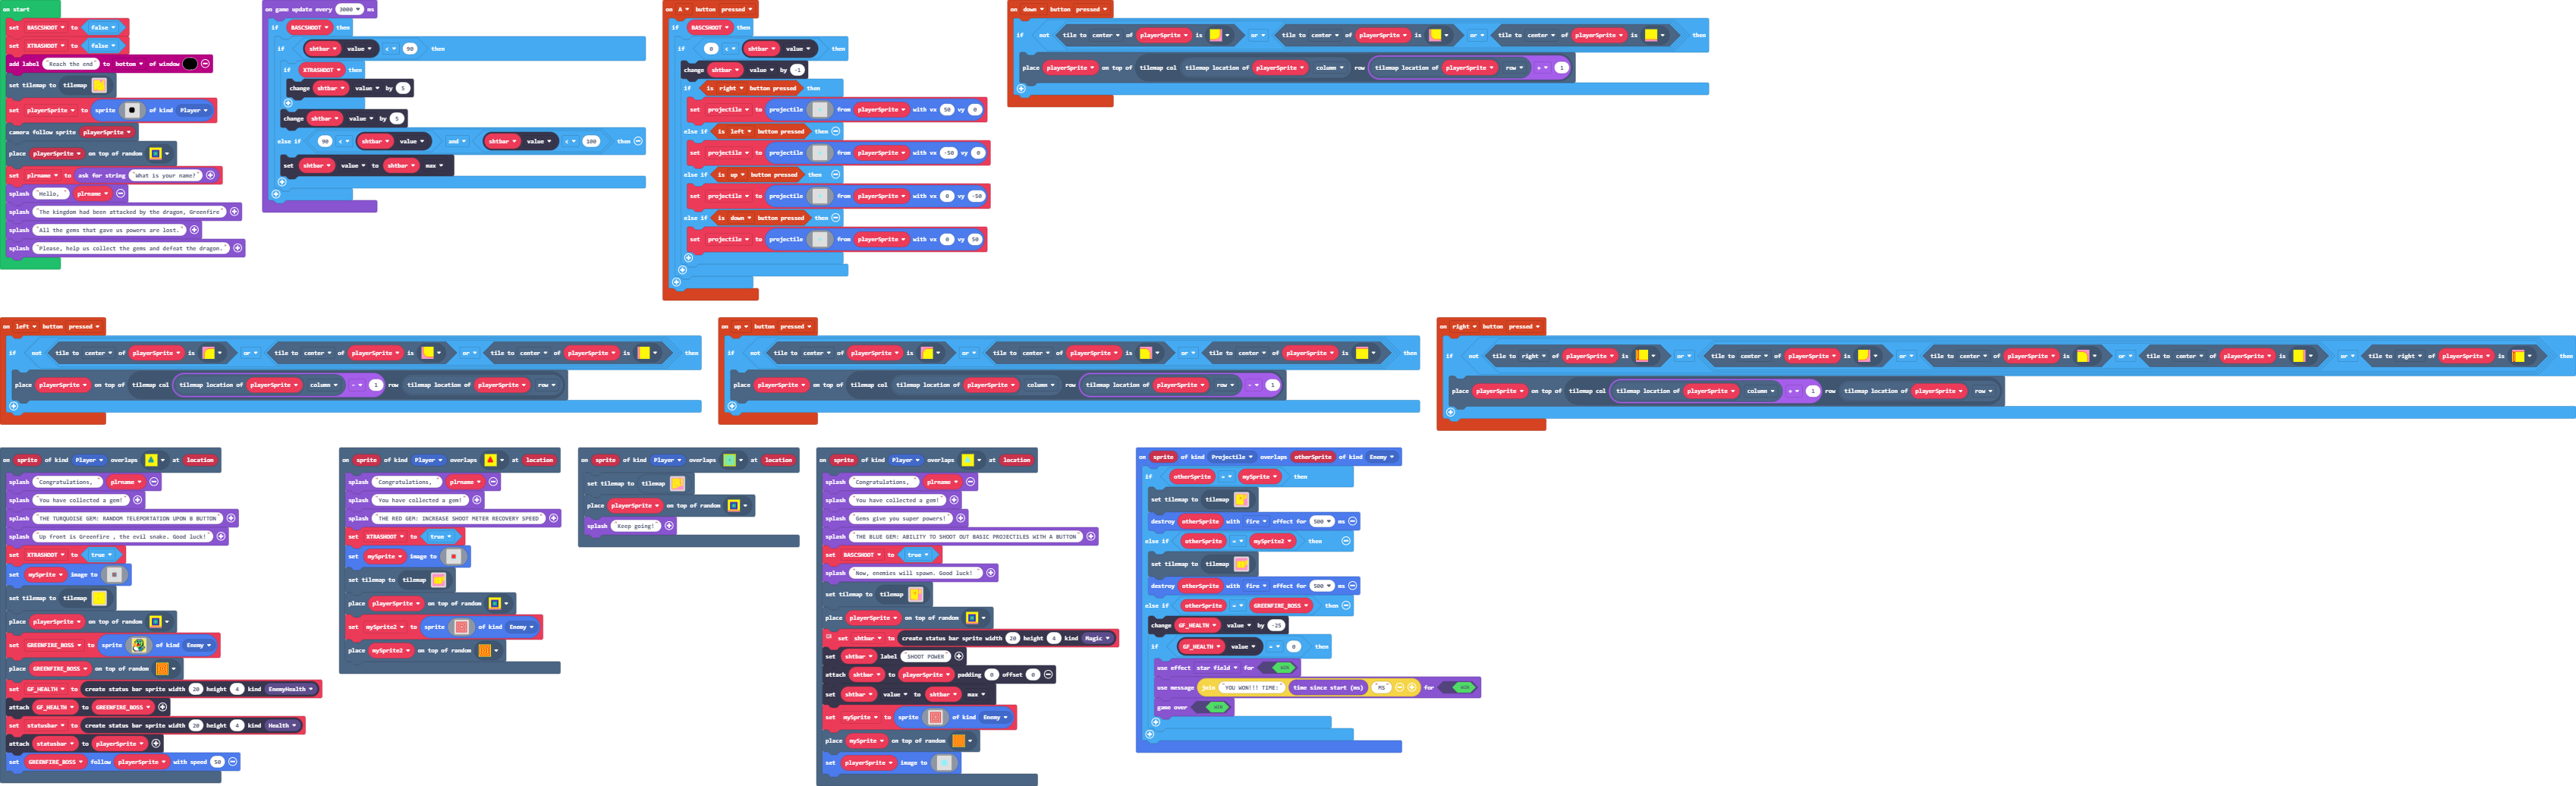 on start
set BASCSHOOT to false
set XTRASHOOT to false
add label "Reach the end" to bottom of window
set tilemap to tilemap
set playerSprite to sprite of kind Player
camera follow sprite playerSprite
place playerSprite on top of random
set plrname to ask for string "What is your name?"
splash "Hello, " plrname
splash "The kingdom had been attacked by the dragon, Greenfire"
splash "All the gems that gave us powers are lost."
splash "Please, help us collect the gems and defeat the dragon."
on game update every 3000 ms
if BASCSHOOT then
if shtbar value < 90 then
if XTRASHOOT then
change shtbar value by 5
change shtbar value by 5
else if 90 < shtbar value and shtbar value < 100 then
set shtbar value to shtbar max
on A button pressed
if BASCSHOOT then
if 0 < shtbar value then
change shtbar value by -1
if is right button pressed then
set projectile to projectile from playerSprite with vx 50 vy 0
else if is left button pressed then
set projectile to projectile from playerSprite with vx -50 vy 0
else if is up button pressed then
set projectile to projectile from playerSprite with vx 0 vy -50
else if is down button pressed then
set projectile to projectile from playerSprite with vx 0 vy 50
on down button pressed
if not tile to center of playerSprite is or tile to center of playerSprite is or tile to center of playerSprite is then
place playerSprite on top of tilemap col tilemap location of playerSprite column row tilemap location of playerSprite row + 1
on left button pressed
if not tile to center of playerSprite is or tile to center of playerSprite is or tile to center of playerSprite is then
place playerSprite on top of tilemap col tilemap location of playerSprite column - 1 row tilemap location of playerSprite row
on up button pressed
if not tile to center of playerSprite is or tile to center of playerSprite is or tile to center of playerSprite is then
place playerSprite on top of tilemap col tilemap location of playerSprite column row tilemap location of playerSprite row - 1
on right button pressed
if not tile to right of playerSprite is or tile to center of playerSprite is or tile to center of playerSprite is or tile to center of playerSprite is or tile to right of playerSprite is then
place playerSprite on top of tilemap col tilemap location of playerSprite column + 1 row tilemap location of playerSprite row
on sprite of kind Player overlaps at location
splash "Congratulations, " plrname
splash "You have collected a gem!"
splash "THE TURQUOISE GEM: RANDOM TELEPORTATION UPON B BUTTON"
splash "Up front is Greenfire , the evil snake. Good luck!"
set XTRASHOOT to true
set mySprite image to
set tilemap to tilemap
place playerSprite on top of random
set GREENFIRE_BOSS to sprite of kind Enemy
place GREENFIRE_BOSS on top of random
set GF_HEALTH to create status bar sprite width 20 height 4 kind EnemyHealth
attach GF_HEALTH to GREENFIRE_BOSS
set statusbar to create status bar sprite width 20 height 4 kind Health
attach statusbar to playerSprite
set GREENFIRE_BOSS follow playerSprite with speed 50
on sprite of kind Player overlaps at location
splash "Congratulations, " plrname
splash "You have collected a gem!"
splash "THE RED GEM: INCREASE SHOOT METER RECOVERY SPEED"
set XTRASHOOT to true
set mySprite image to
set tilemap to tilemap
place playerSprite on top of random
set mySprite2 to sprite of kind Enemy
place mySprite2 on top of random
on sprite of kind Player overlaps at location
set tilemap to tilemap
place playerSprite on top of random
splash "Keep going!"
on sprite of kind Player overlaps at location
splash "Congratulations, " plrname
splash "You have collected a gem!"
splash "Gems give you super powers!"
splash "THE BLUE GEM: ABILITY TO SHOOT OUT BASIC PROJECTILES WITH A BUTTON"
set BASCSHOOT to true
splash "Now, enemies will spawn. Good luck! "
set tilemap to tilemap
place playerSprite on top of random
set shtbar to create status bar sprite width 20 height 4 kind Magic
set shtbar label "SHOOT POWER"
attach shtbar to playerSprite padding 0 offset 0
set shtbar value to shtbar max
set mySprite to sprite of kind Enemy
place mySprite on top of random
set playerSprite image to
on sprite of kind Projectile overlaps otherSprite of kind Enemy
if otherSprite = mySprite then
set tilemap to tilemap
destroy otherSprite with fire effect for 500 ms
else if otherSprite = mySprite2 then
set tilemap to tilemap
destroy otherSprite with fire effect for 500 ms
else if otherSprite = GREENFIRE_BOSS then
change GF_HEALTH value by -25
if GF_HEALTH value = 0 then
use effect star field for WIN
use message join "YOU WON!!! TIME:" time since start (ms) "MS" for WIN
game over WIN